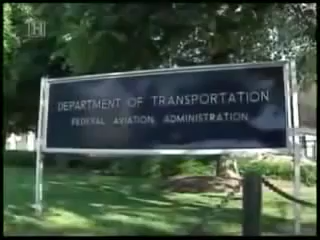 H
DEPARTMENT OF TRANSPORTATION
FEDERAL AVIATION ADMINISTRATION